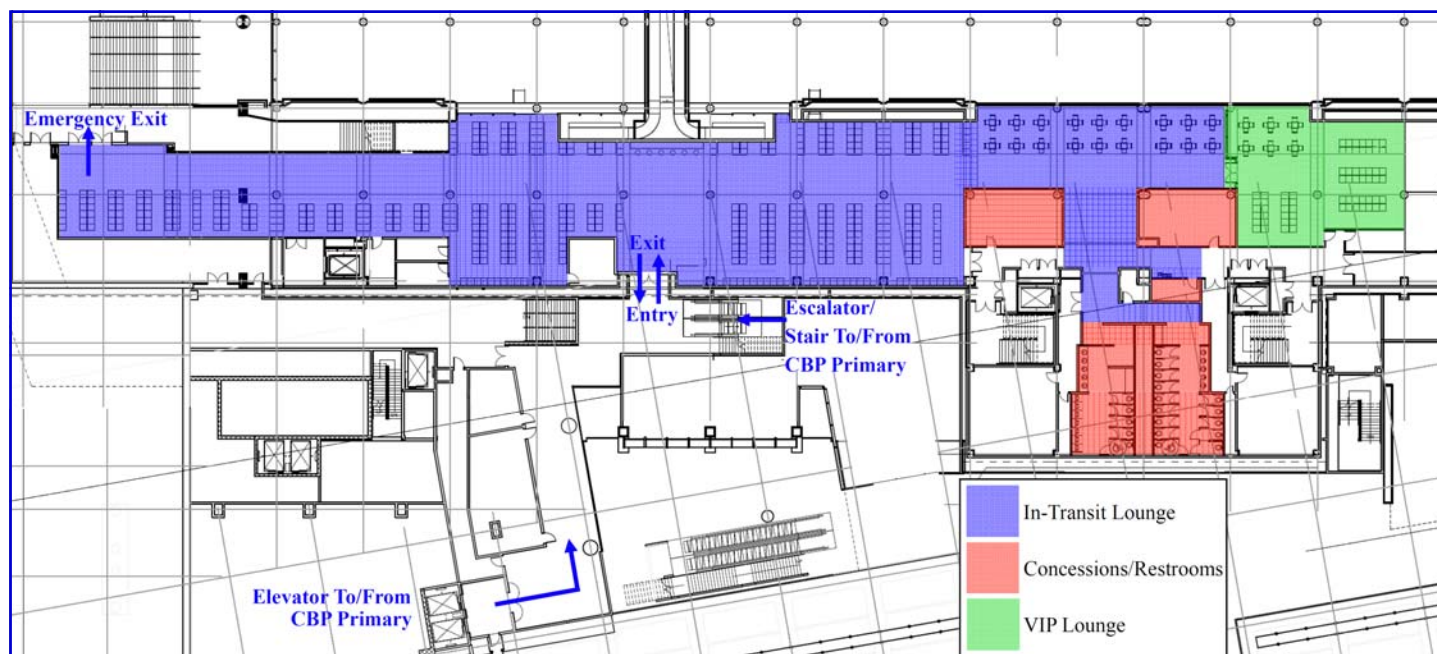 Emergency Exit
Exit
Entry
Escalator/
Stair To/From
CBP Primary
Elevator To/From
CBP Primary
In-Transit Lounge
Concessions/Restrooms
VIP Lounge